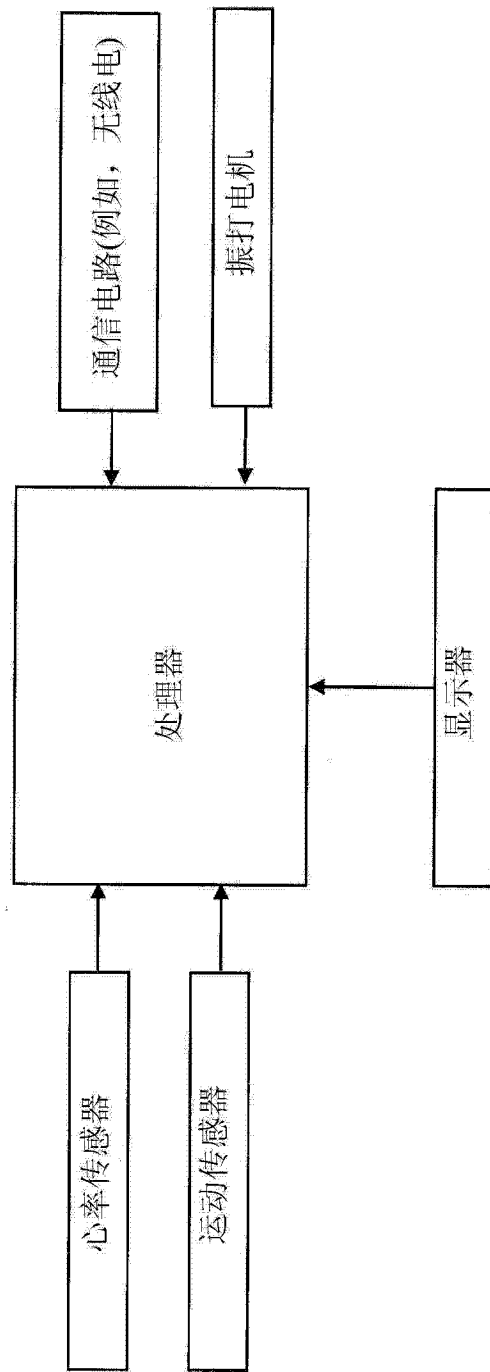 心率传感器
运动传感器
处理器
显示器
通信电路(例如，无线电)
振打电机